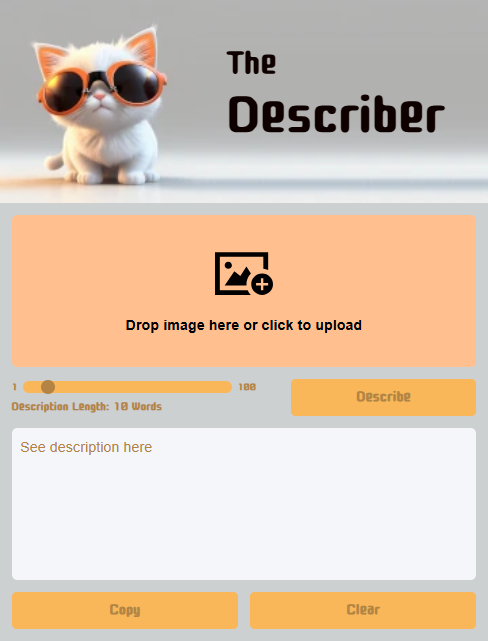 The
Describer
Drop image here or click to upload
1 100
Description Length: 10 Words
Describe
See description here
Copy Clear